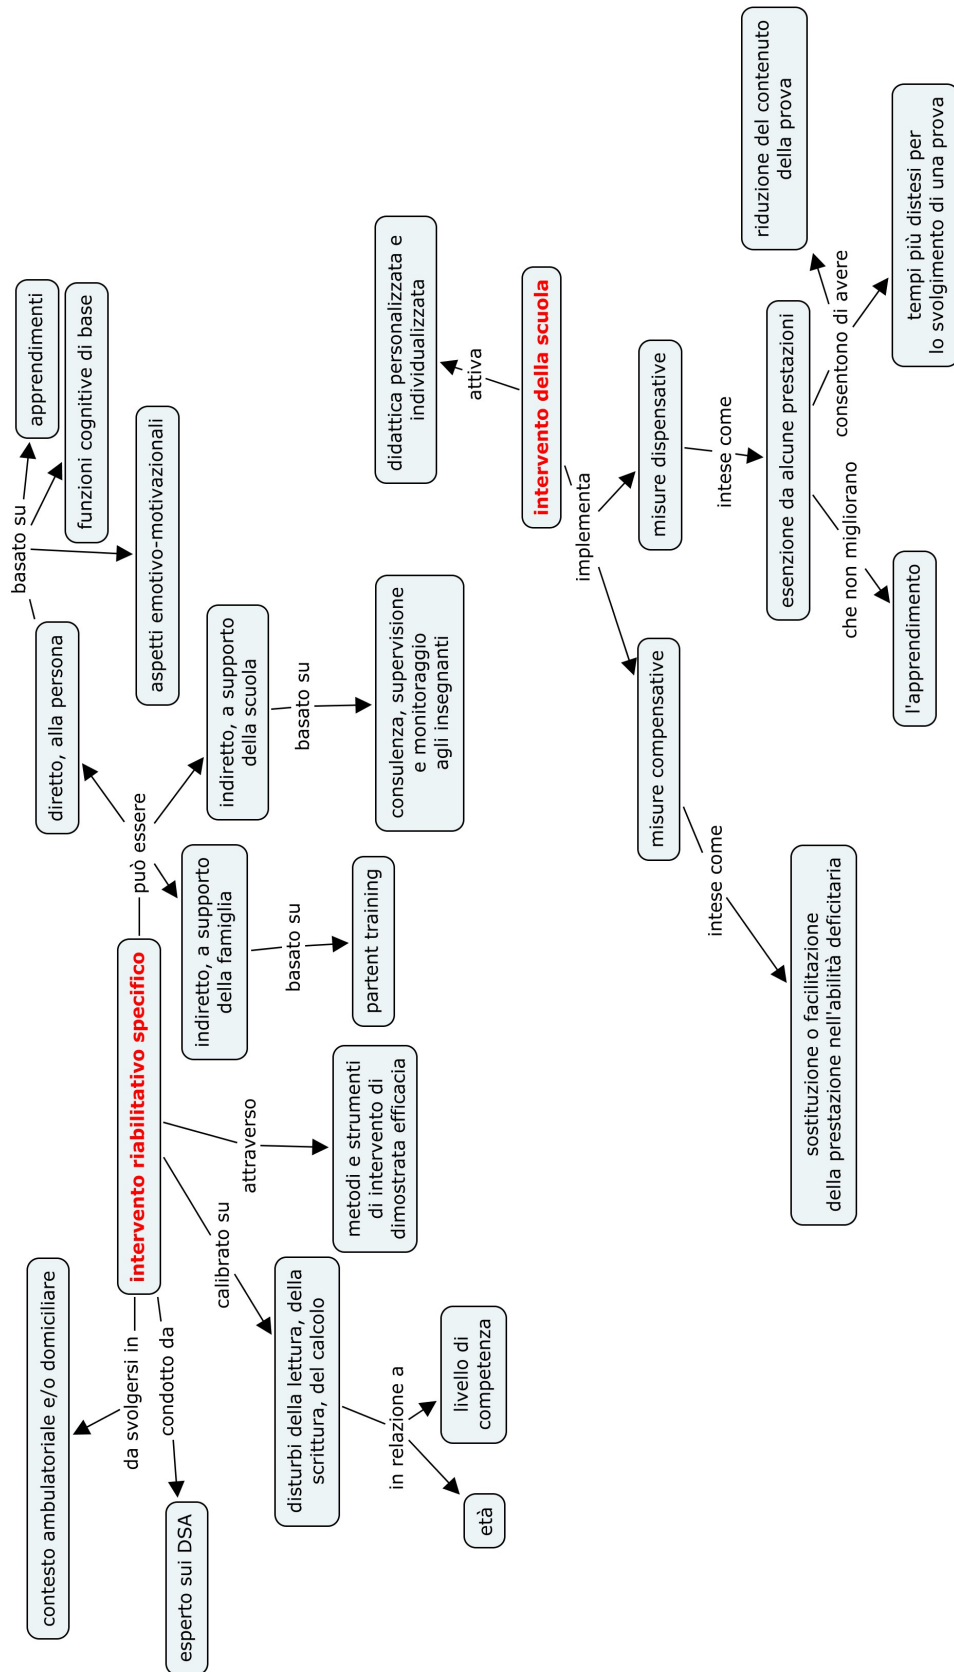 contesto ambulatoriale e/o domiciliare
da svolgersi in
intervento riabilitativo specifico
condotto da
esperto sui DSA
può essere
diretto, alla persona
basato su
apprendimenti
funzioni cognitive di base
aspetti emotivo-motivazionali
indiretto, a supporto
della scuola
basato su
consulenza, supervisione
e monitoraggio
agli insegnanti
indiretto, a supporto
della famiglia
basato su
partent training
attraverso
metodi e strumenti
di intervento di
dimostrata efficacia
calibrato su
disturbi della lettura, della
scrittura, del calcolo
in relazione a
livello di
competenza
età
intervento della scuola
attiva
didattica personalizzata e
individualizzata
implementa
misure compensative
intese come
sostituzione o facilitazione
della prestazione nell'abilità deficitaria
misure dispensative
intese come
esenzione da alcune prestazioni
che non migliorano
l'apprendimento
consentono di avere
riduzione del contenuto
della prova
tempi più distesi per
lo svolgimento di una prova